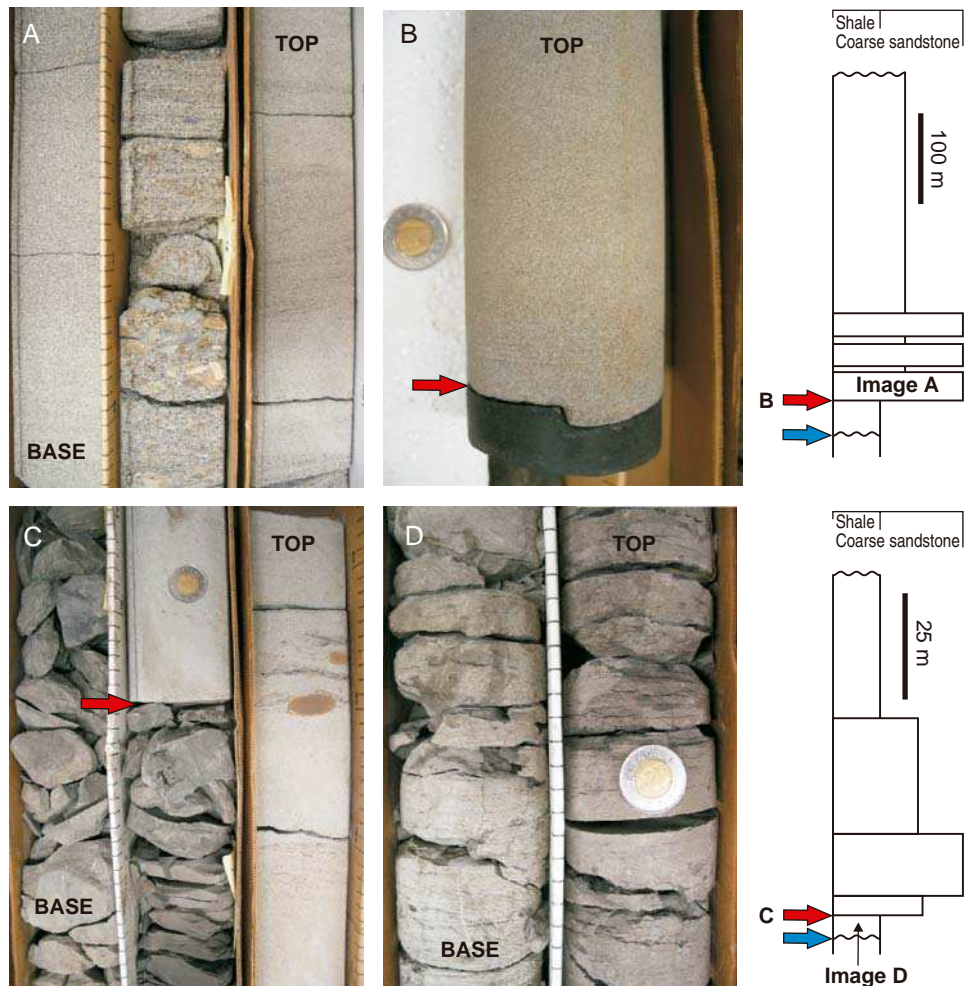 A
TOP
BASE
B
TOP
Shale
Coarse sandstone
100 m
Image A
B
C
TOP
BASE
D
TOP
BASE
Shale
Coarse sandstone
25 m
C
Image D